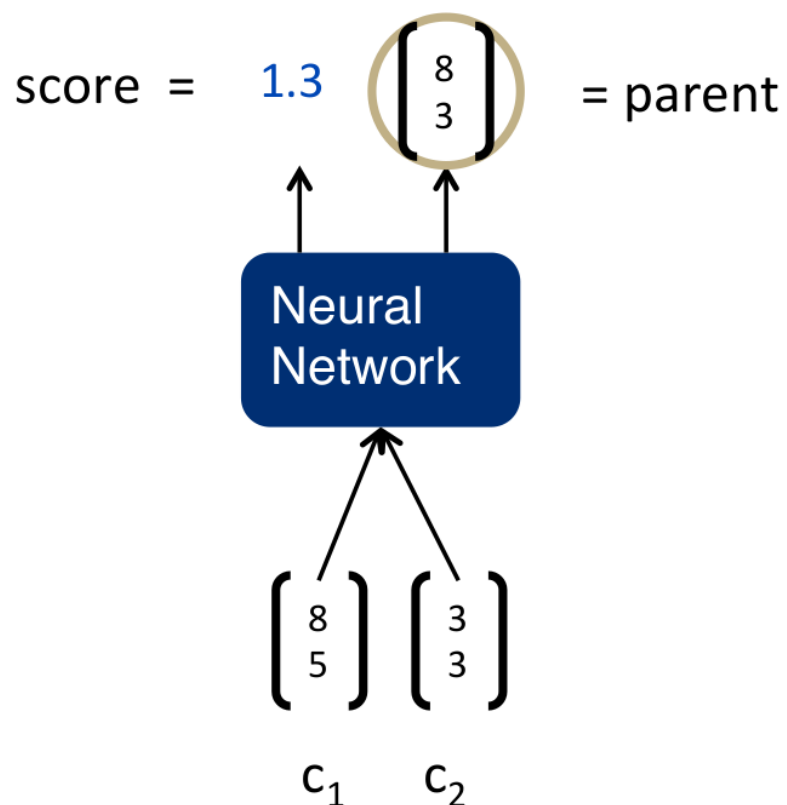 score = 1.3 [8 3] = parent
Neural
Network
8 3
5 3
c₁ c₂